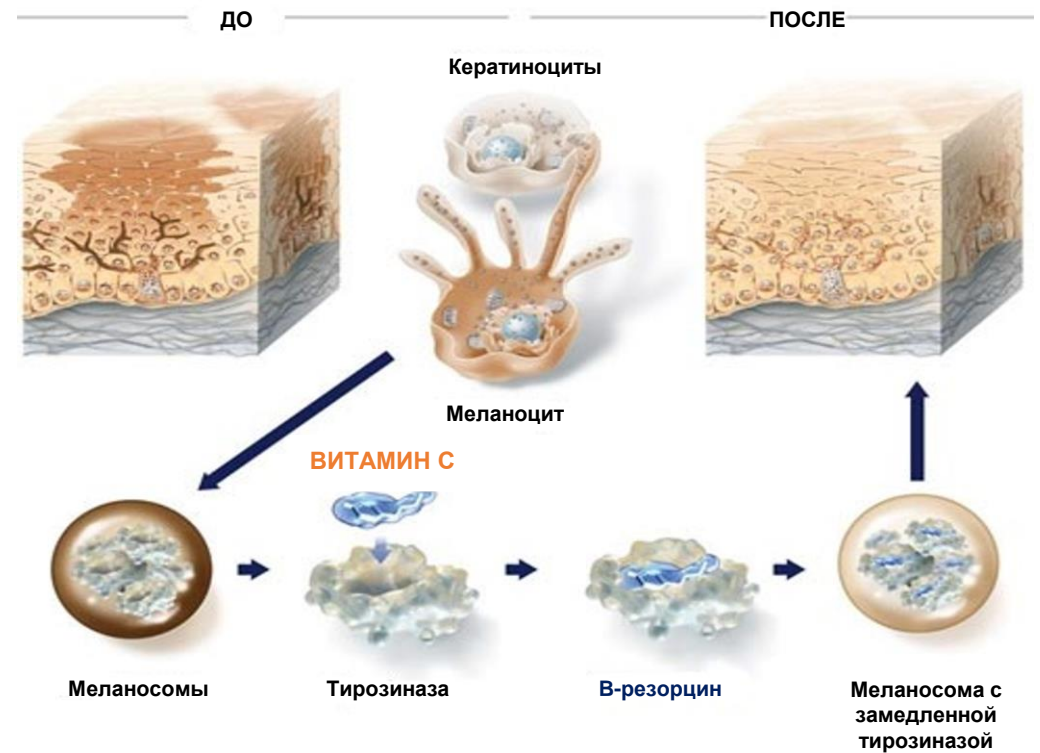 ДО
ПОСЛЕ
Кератиноциты
Меланоцит
ВИТАМИН С
Меланосомы
Тирозиназа
В-резорцин
Меланосома с
замедленной
тирозиназой